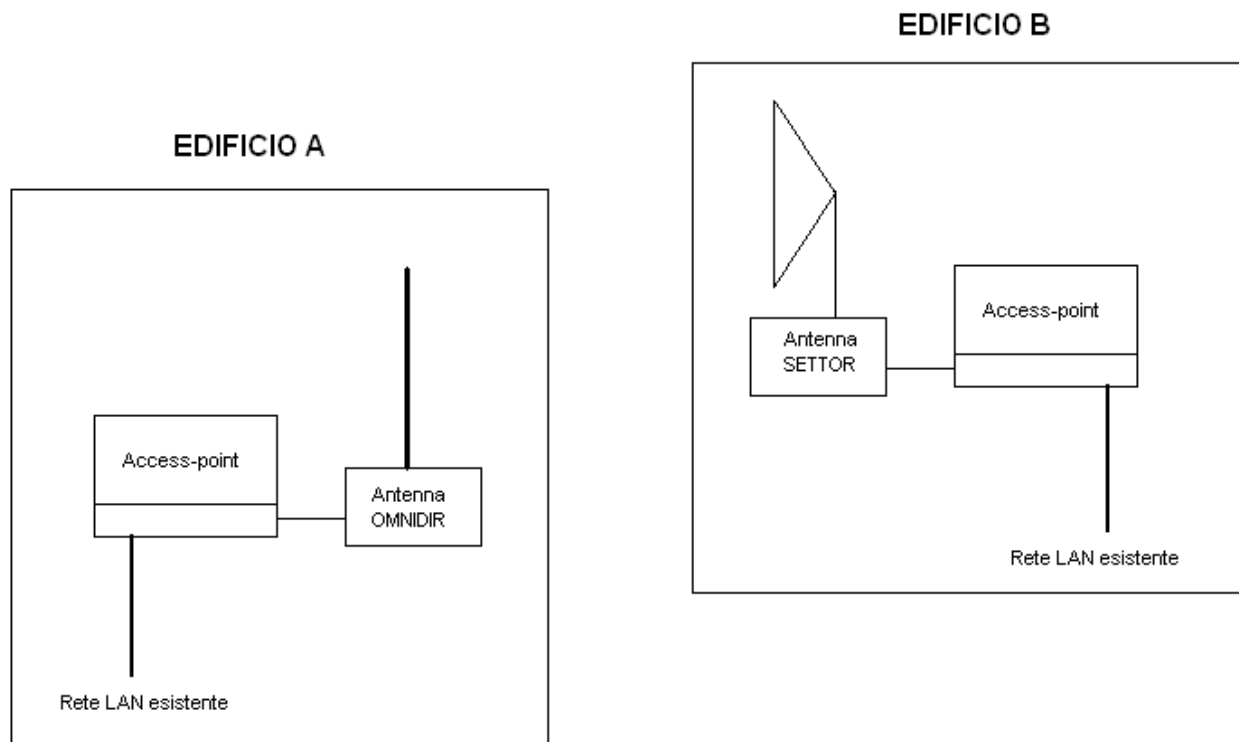 EDIFICIO A
Access-point
Antenna
OMNIDIR
Rete LAN esistente
EDIFICIO B
Antenna
SETTOR
Access-point
Rete LAN esistente